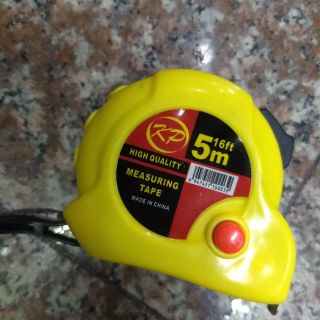 KP
16ft
5m
HIGH QUALITY
MEASURING
TAPE
MADE IN CHINA